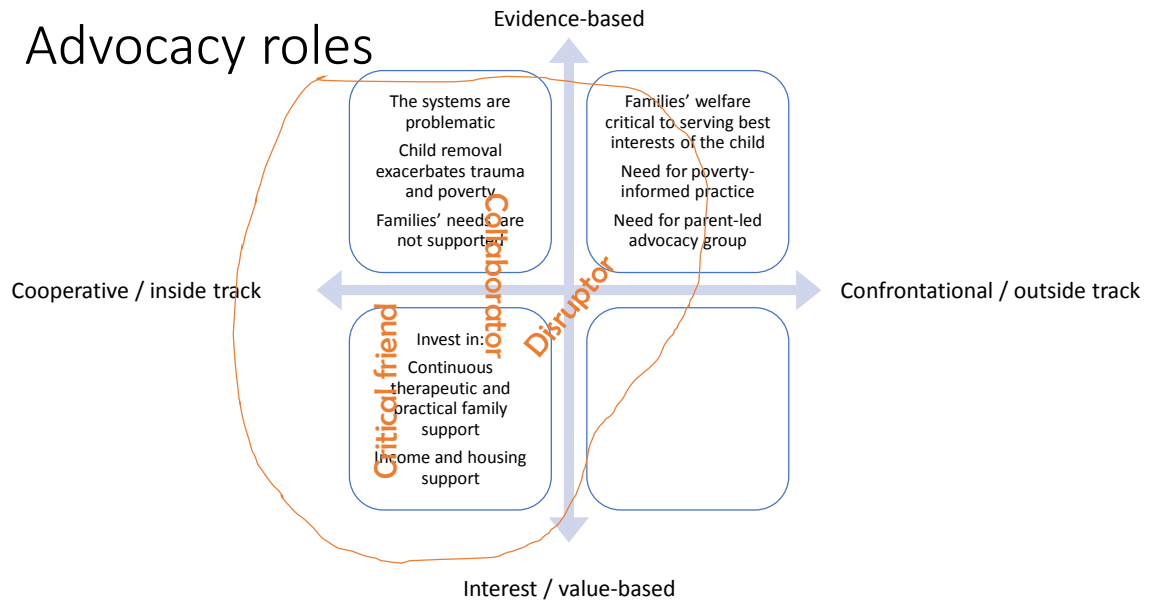 Advocacy roles
Evidence-based
The systems are
problematic
Child removal
exacerbates trauma
and poverty
Families’ needs are
not supported
Families’ welfare
critical to serving best
interests of the child
Need for poverty-
informed practice
Need for parent-led
advocacy group
Collaborator
Disruptor
Cooperative / inside track
Confrontational / outside track
Critical friend
Invest in:
Continuous
therapeutic and
practical family
support
Income and housing
support
Interest / value-based